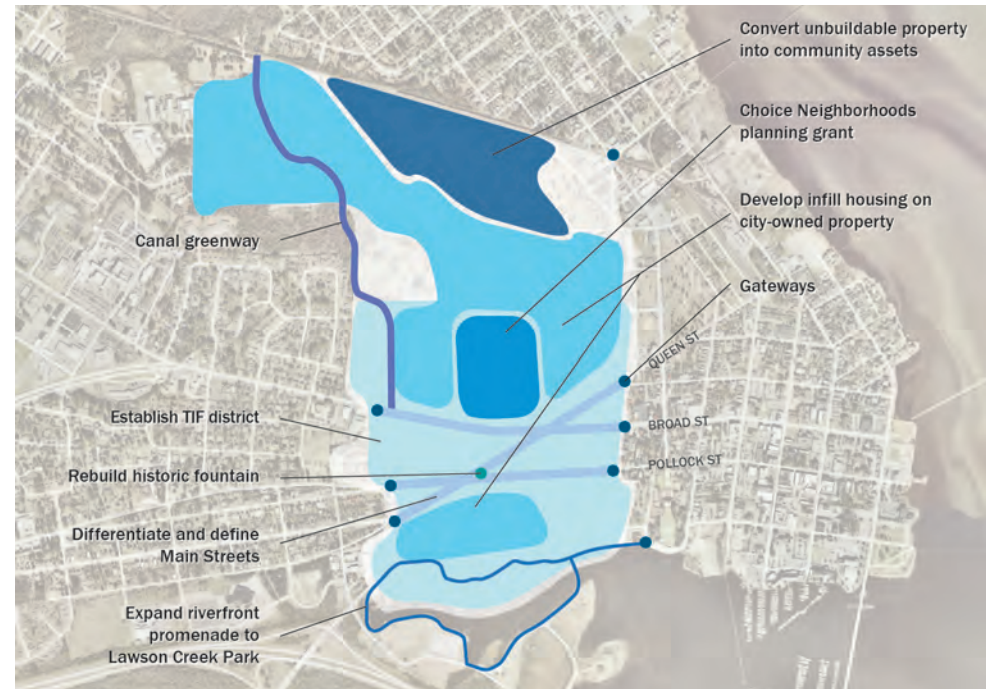 Convert unbuildable property
into community assets
Choice Neighborhoods
planning grant
Develop infill housing on
city-owned property
Canal greenway
Gateways
QUEEN ST
BROAD ST
POLLOCK ST
Establish TIF district
Rebuild historic fountain
Differentiate and define
Main Streets
Expand riverfront
promenade to
Lawson Creek Park